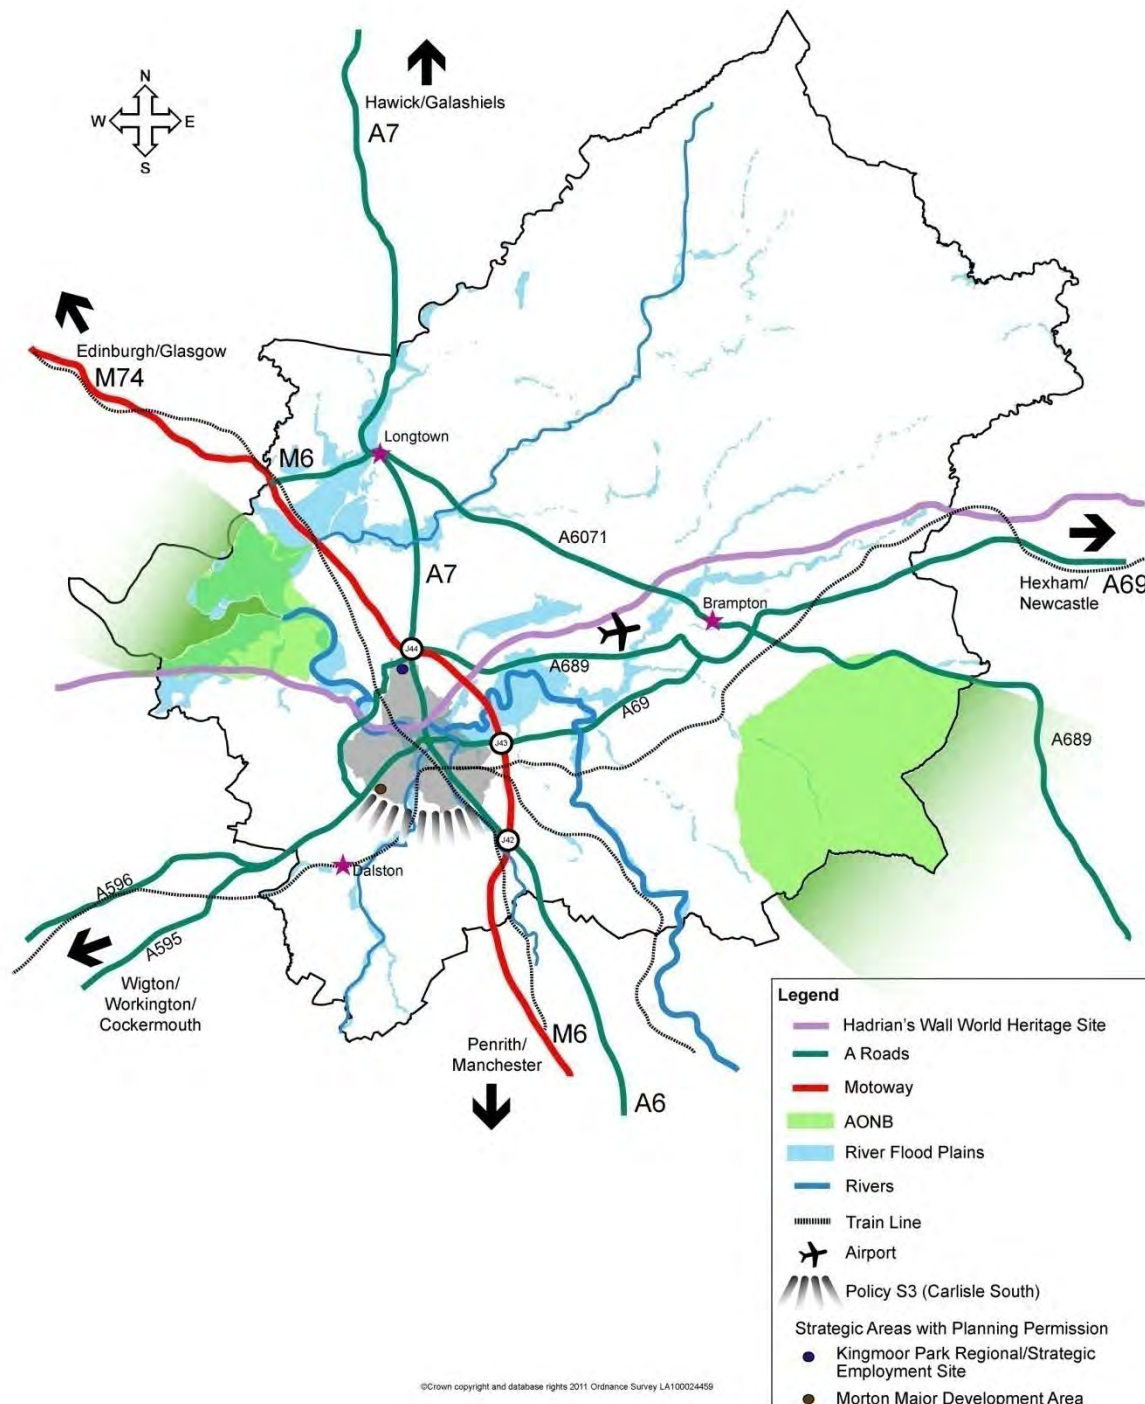 N
W
E
S
Hawick/Galashiels
A7
Edinburgh/Glasgow
M74
M6
Longtown
A6071
A7
Hexham/
Newcastle
A69
Brampton
J44
A689
A69
J43
A689
J42
Dalston
A596
A595
Wigton/
Workington/
Cockermouth
Penrith/
Manchester
M6
A6
Legend
Hadrian's Wall World Heritage Site
A Roads
Motoway
AONB
River Flood Plains
Rivers
Train Line
Airport
Policy S3 (Carlisle South)
Strategic Areas with Planning Permission
Kingmoor Park Regional/Strategic
Employment Site
Morton Major Development Area
©Crown copyright and database rights 2011 Ordnance Survey LA100024459